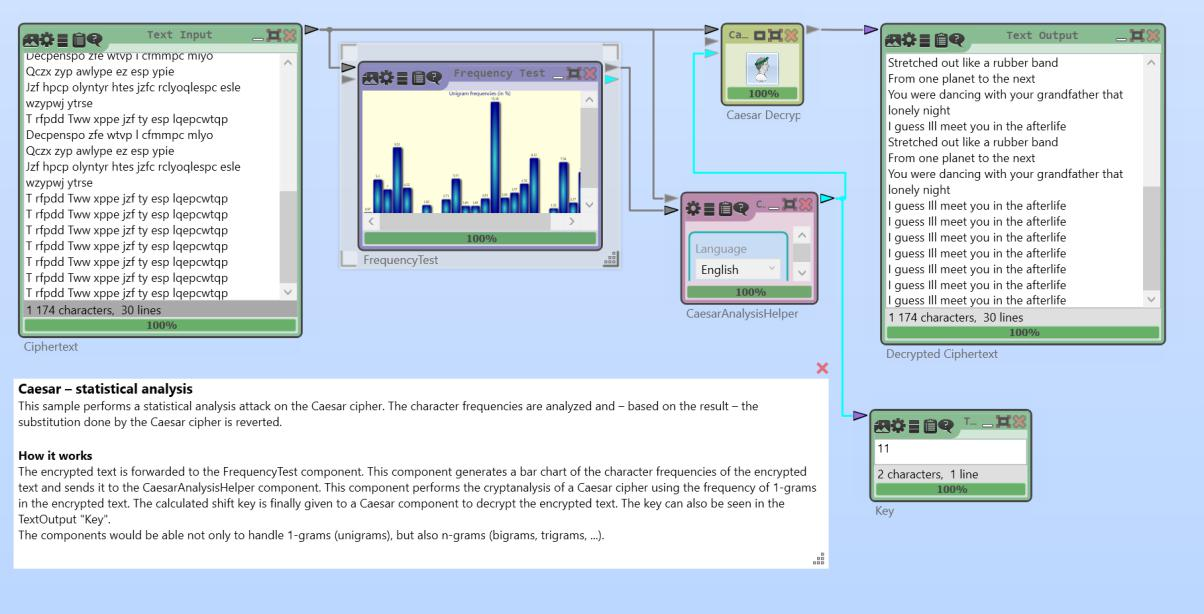 Text Input
Decpenspo zfe wtvp l cfmmpc mlyo
Qczx zyp awlype ez esp ypie
Jzf hpcp olyntyr htes jzfc rclyoqlespc esle
wzypwj ytrse
T rfpdd Tww xppe jzf ty esp lqepcwtqp
Decpenspo zfe wtvp l cfmmpc mlyo
Qczx zyp awlype ez esp ypie
Jzf hpcp olyntyr htes jzfc rclyoqlespc esle
wzypwj ytrse
T rfpdd Tww xppe jzf ty esp lqepcwtqp
T rfpdd Tww xppe jzf ty esp lqepcwtqp
T rfpdd Tww xppe jzf ty esp lqepcwtqp
T rfpdd Tww xppe jzf ty esp lqepcwtqp
T rfpdd Tww xppe jzf ty esp lqepcwtqp
T rfpdd Tww xppe jzf ty esp lqepcwtqp
T rfpdd Tww xppe jzf ty esp lqepcwtqp
1 174 characters, 30 lines
100%
Ciphertext
Frequency Test
Unigram frequencies (in %)
100%
FrequencyTest
Ca...
100%
Caesar Decryp
C..
Language
English
100%
CaesarAnalysisHelper
Text Output
Stretched out like a rubber band
From one planet to the next
You were dancing with your grandfather that
lonely night
I guess Ill meet you in the afterlife
Stretched out like a rubber band
From one planet to the next
You were dancing with your grandfather that
lonely night
I guess Ill meet you in the afterlife
I guess Ill meet you in the afterlife
I guess Ill meet you in the afterlife
I guess Ill meet you in the afterlife
I guess Ill meet you in the afterlife
I guess Ill meet you in the afterlife
I guess Ill meet you in the afterlife
1 174 characters, 30 lines
100%
Decrypted Ciphertext
T...
11
2 characters, 1 line
100%
Key
Caesar – statistical analysis
This sample performs a statistical analysis attack on the Caesar cipher. The character frequencies are analyzed and – based on the result – the
substitution done by the Caesar cipher is reverted.
How it works
The encrypted text is forwarded to the FrequencyTest component. This component generates a bar chart of the character frequencies of the encrypted
text and sends it to the CaesarAnalysisHelper component. This component performs the cryptanalysis of a Caesar cipher using the frequency of 1-grams
in the encrypted text. The calculated shift key is finally given to a Caesar component to decrypt the encrypted text. The key can also be seen in the
TextOutput "Key".
The components would be able not only to handle 1-grams (unigrams), but also n-grams (bigrams, trigrams, ...).